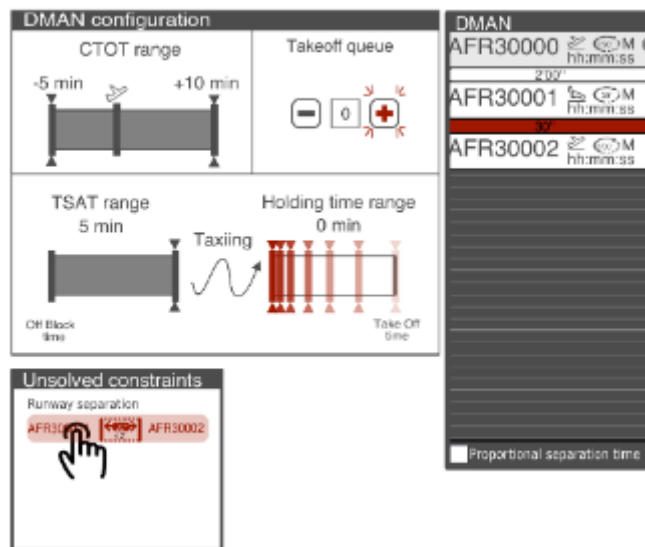 DMAN configuration
CTOT range
-5 min
+10 min
Takeoff queue
0
TSAT range
5 min
Taxiing
Holding time range
0 min
Off Block
time
Take Off
time
Unsolved constraints
Runway separation
AFR30
AFR30002
DMAN
AFR30000 M
hh:mm:ss
2'00"
AFR30001 M
hh:mm:ss
30"
AFR30002 M
hh:mm:ss
Proportional separation time